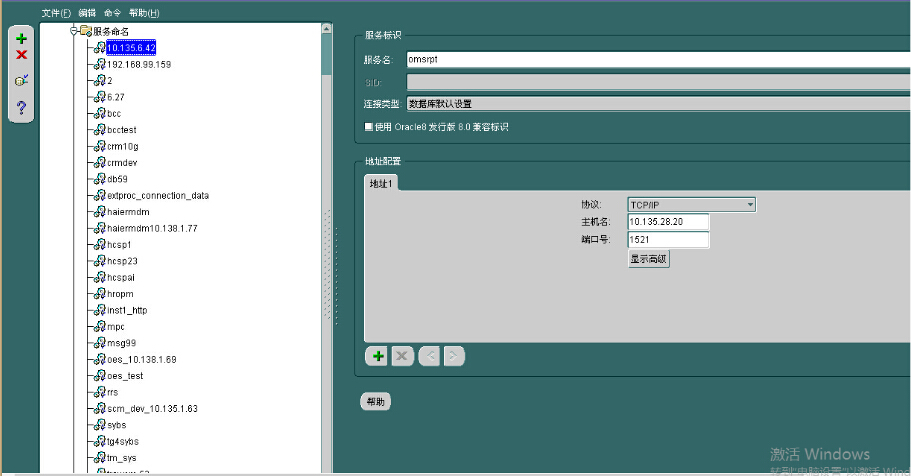 文件(F) 编辑 命令 帮助(H)
服务命名
10.135.6.42
192.168.99.159
2
6.27
bcc
bcctest
crm10g
crmdev
db59
extproc_connection_data
haiermdm
haiermdm10.138.1.77
hcsp1
hcsp23
hcspai
hropm
inst1_http
mpc
msg99
oes_10.138.1.69
oes_test
rrs
scm_dev_10.135.1.63
sybs
tg4sybs
tm_sys
服务标识
服务名: omsrpt
SID:
连接类型: 数据库默认设置
使用 Oracle8 发行版 8.0 兼容标识
地址配置
地址1
协议: TCP/IP
主机名: 10.135.28.20
端口号: 1521
显示高级
帮助
激活 Windows